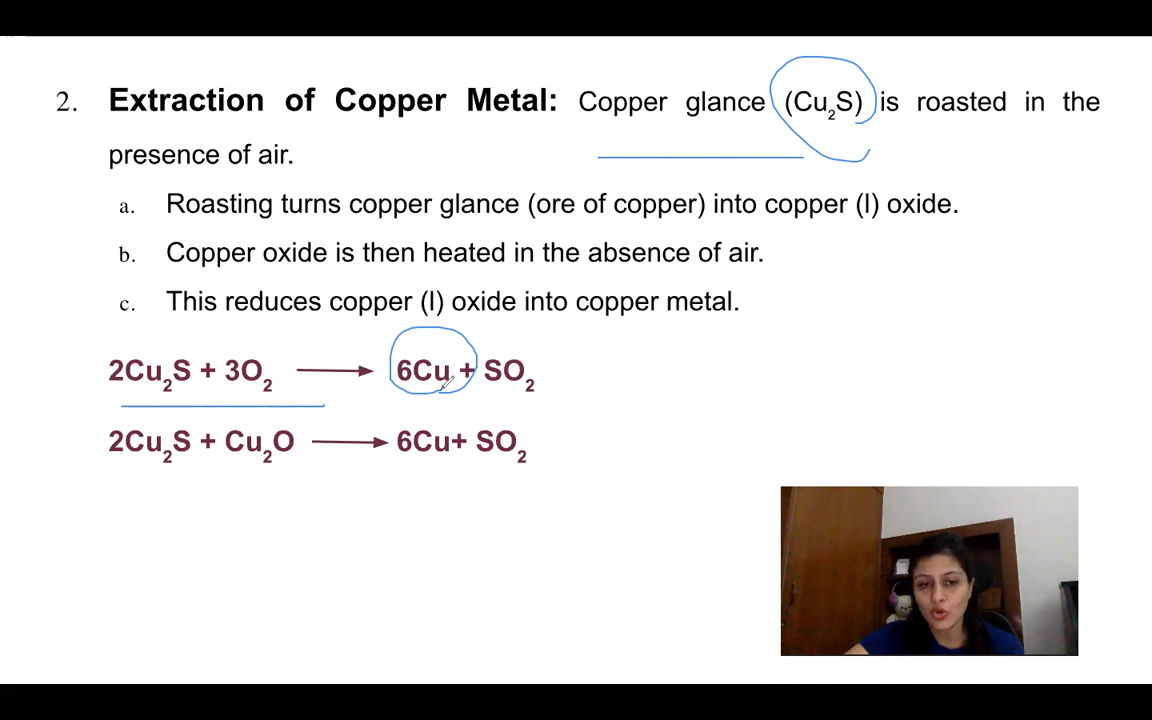 2. Extraction of Copper Metal: Copper glance (Cu₂S) is roasted in the
presence of air.
a. Roasting turns copper glance (ore of copper) into copper (l) oxide.
b. Copper oxide is then heated in the absence of air.
c. This reduces copper (l) oxide into copper metal.
2Cu₂S + 3O₂ ⟶ 6Cu + SO₂
2Cu₂S + Cu₂O ⟶ 6Cu+ SO₂